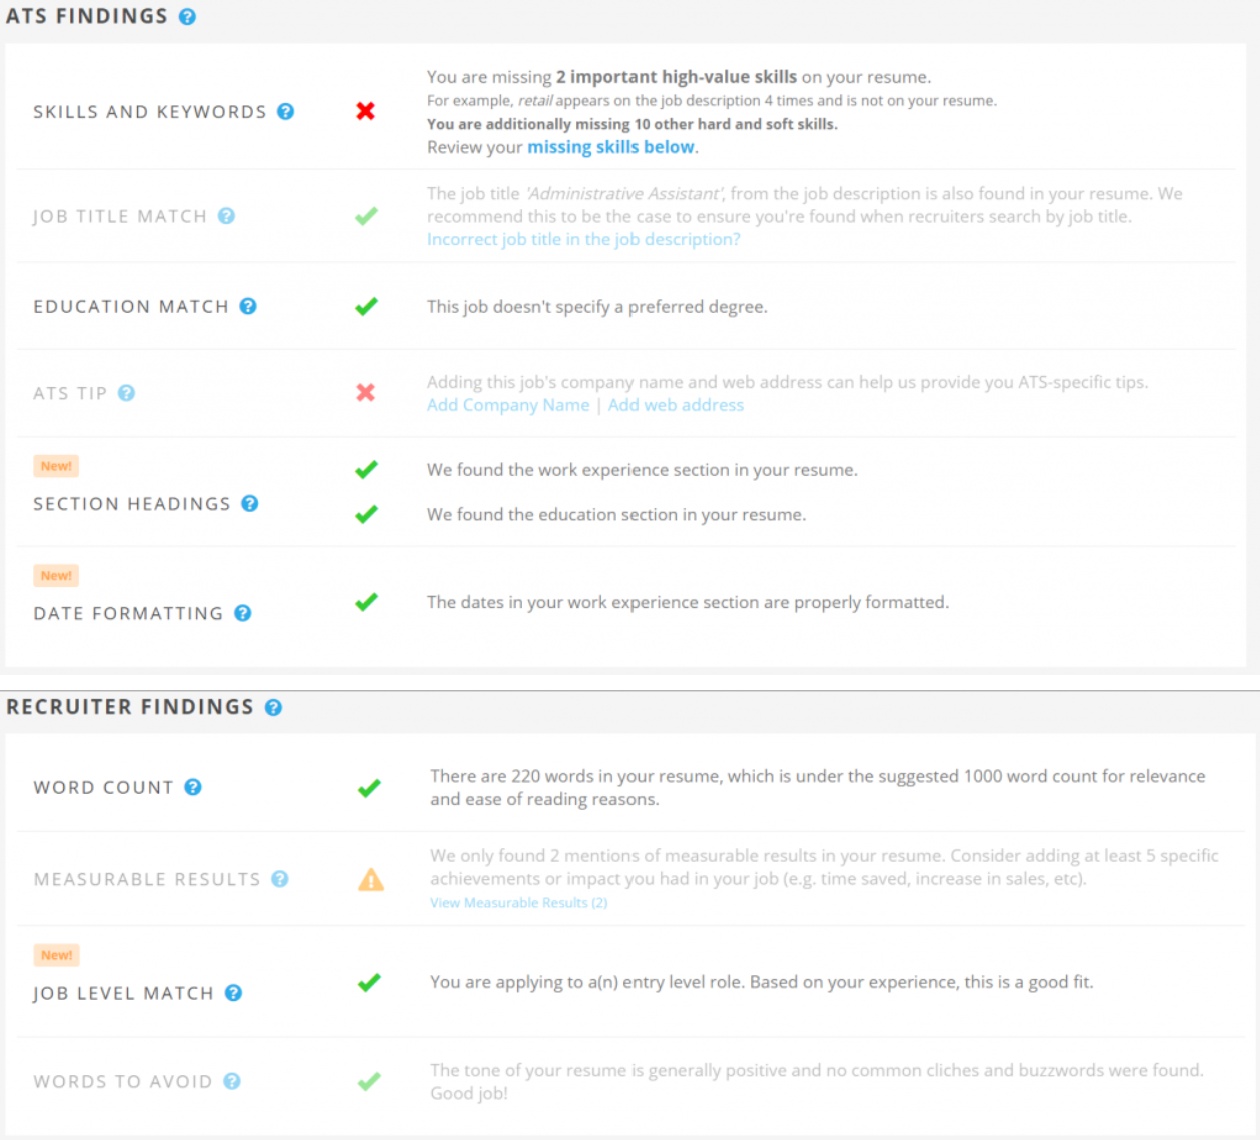 ATS FINDINGS ?
SKILLS AND KEYWORDS ?
You are missing 2 important high-value skills on your resume.
For example, retail appears on the job description 4 times and is not on your resume.
You are additionally missing 10 other hard and soft skills.
Review your missing skills below.
JOB TITLE MATCH ?
The job title 'Administrative Assistant', from the job description is also found in your resume. We
recommend this to be the case to ensure you're found when recruiters search by job title.
Incorrect job title in the job description?
EDUCATION MATCH ?
This job doesn't specify a preferred degree.
ATS TIP ?
Adding this job's company name and web address can help us provide you ATS-specific tips.
Add Company Name | Add web address
New!
SECTION HEADINGS ?
We found the work experience section in your resume.
We found the education section in your resume.
New!
DATE FORMATTING ?
The dates in your work experience section are properly formatted.
RECRUITER FINDINGS ?
WORD COUNT ?
There are 220 words in your resume, which is under the suggested 1000 word count for relevance
and ease of reading reasons.
MEASURABLE RESULTS ?
We only found 2 mentions of measurable results in your resume. Consider adding at least 5 specific
achievements or impact you had in your job (e.g. time saved, increase in sales, etc).
View Measurable Results (2)
New!
JOB LEVEL MATCH ?
You are applying to a(n) entry level role. Based on your experience, this is a good fit.
WORDS TO AVOID ?
The tone of your resume is generally positive and no common cliches and buzzwords were found.
Good job!